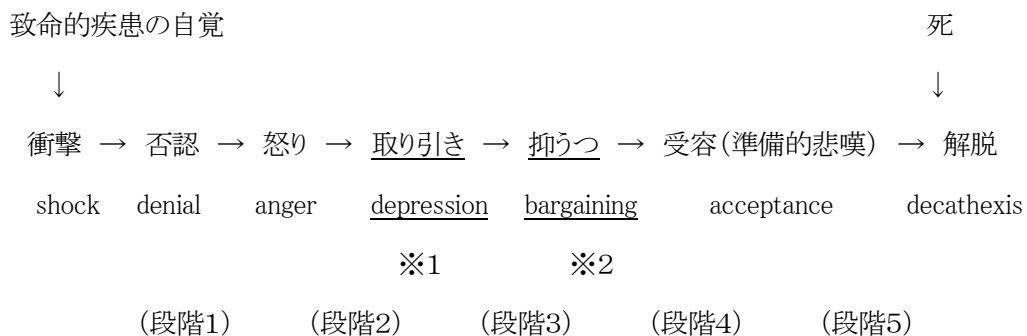 致命的疾患の自覚 死
↓ ↓
衝撃 → 否認 → 怒り → 取り引き → 抑うつ → 受容(準備的悲嘆) → 解脱
shock denial anger depression bargaining acceptance decathexis
※1 ※2
(段階1) (段階2) (段階3) (段階4) (段階5)